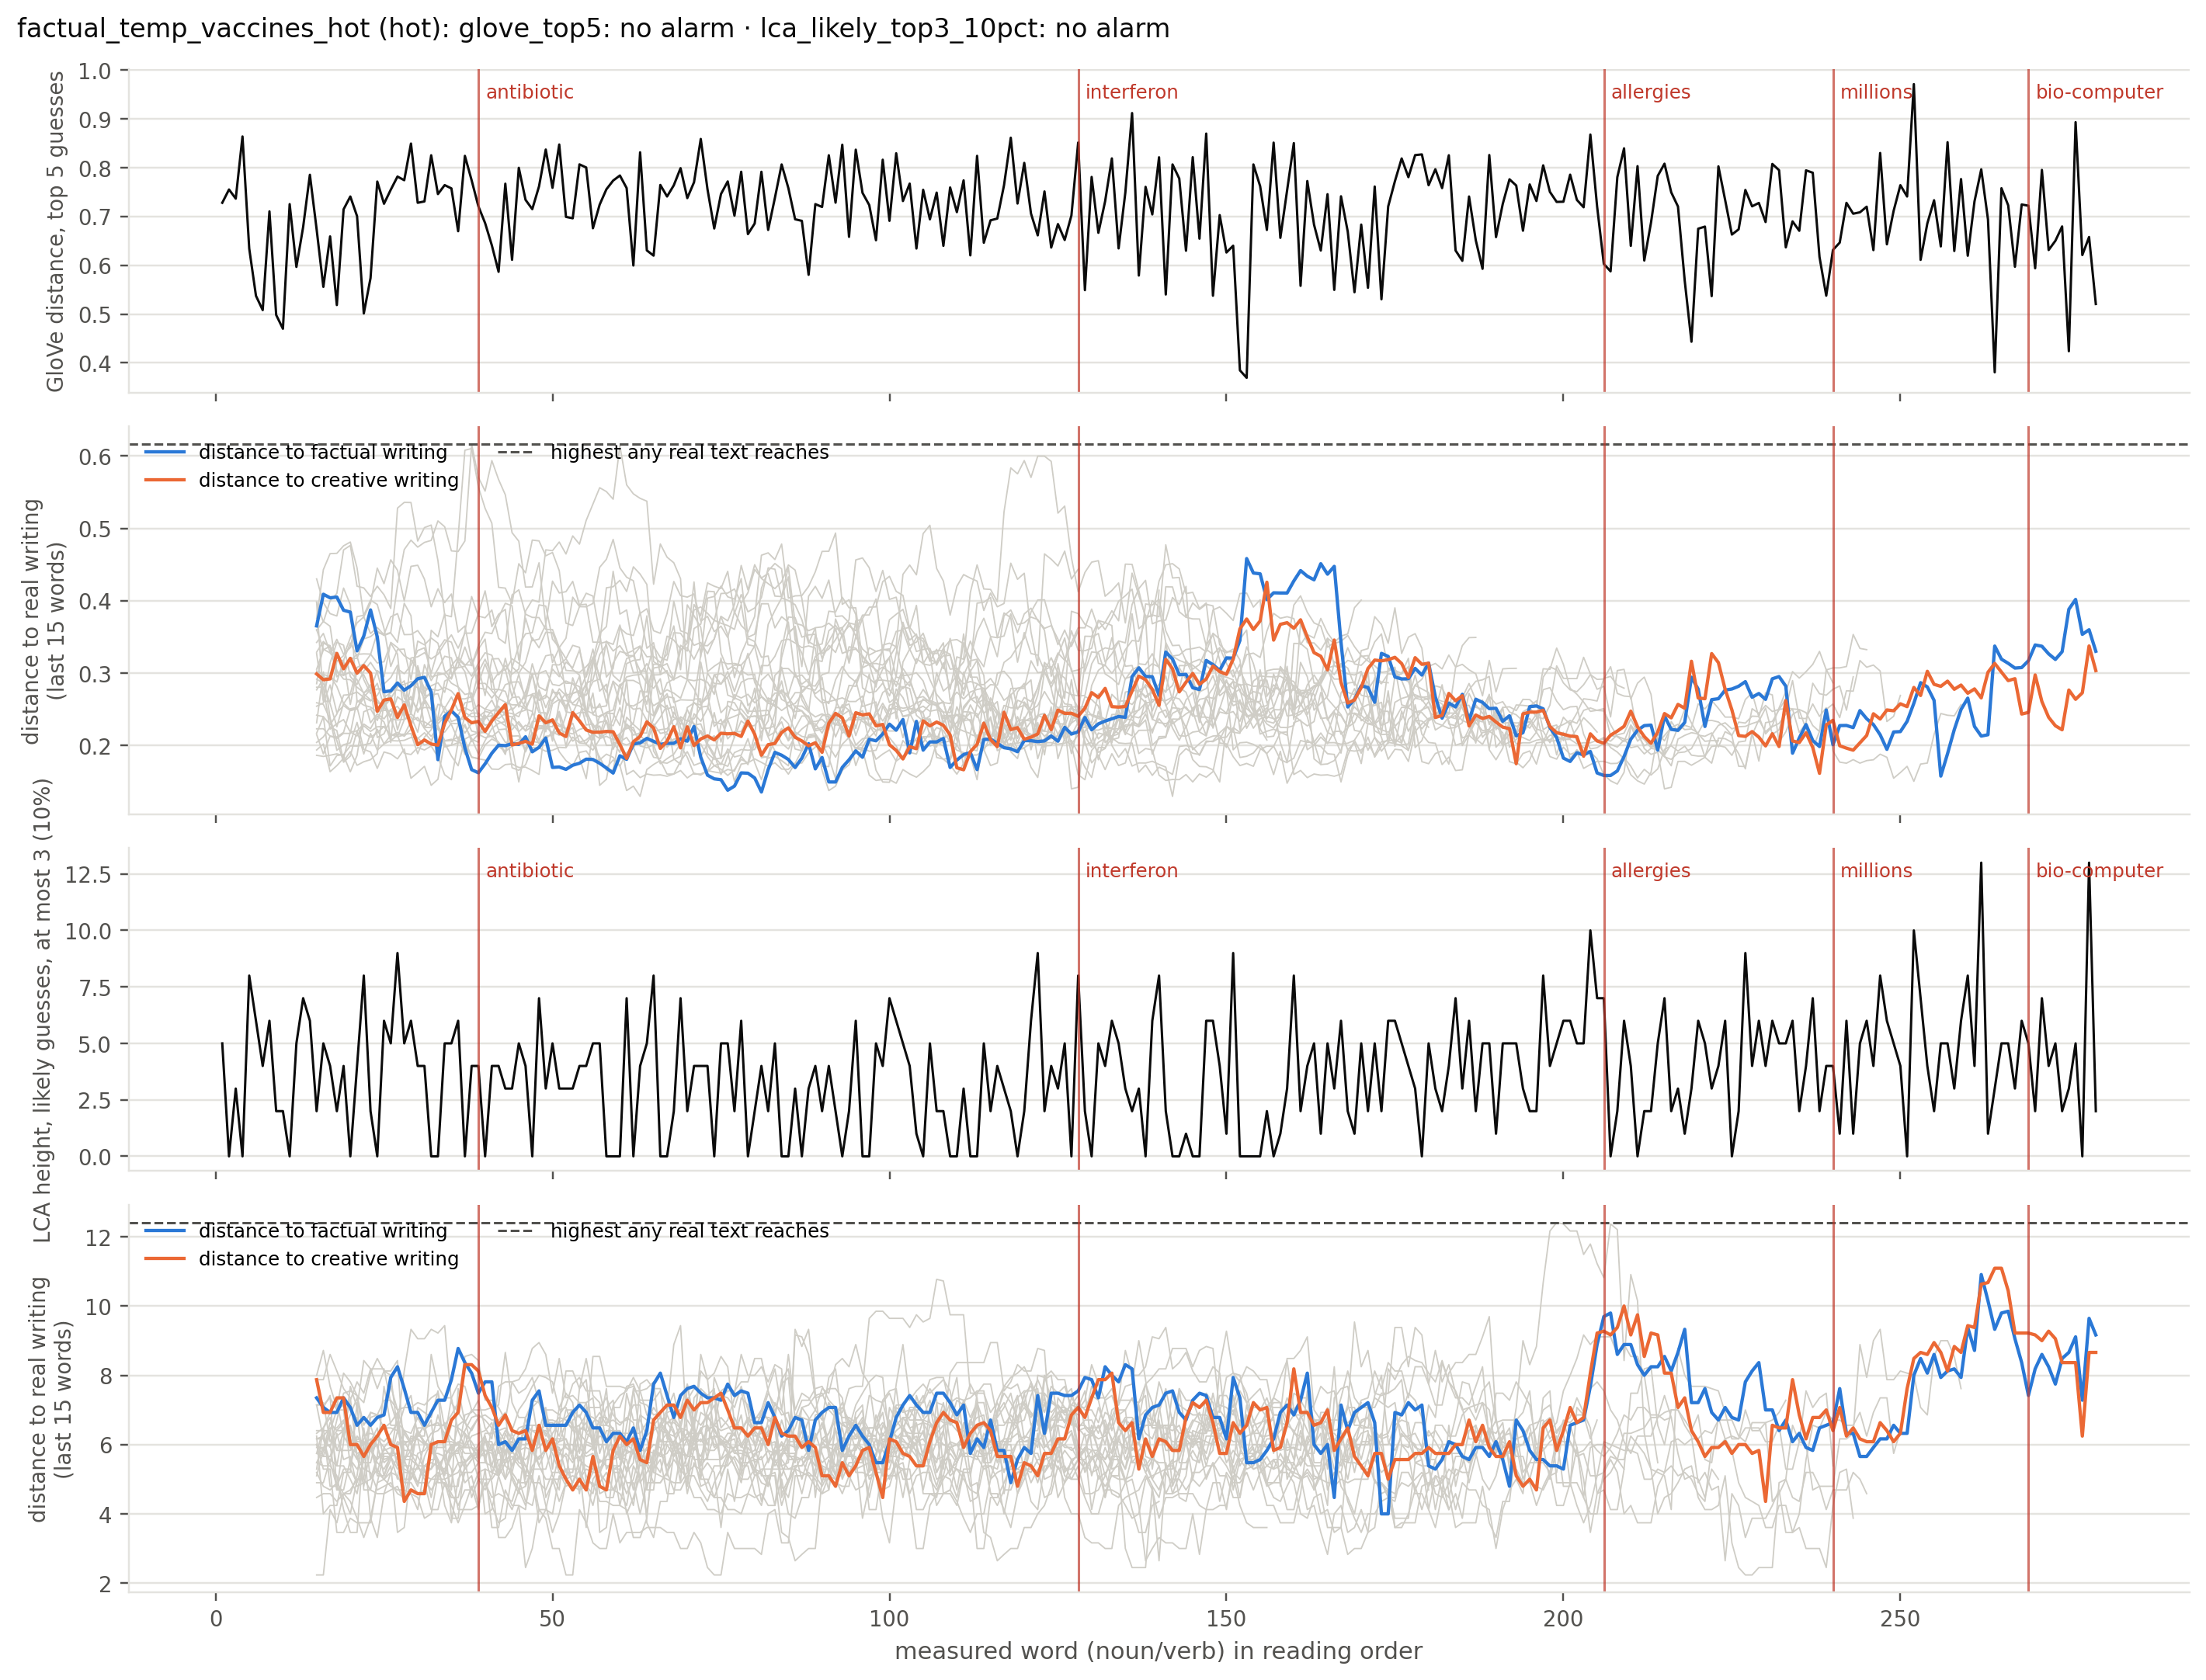 factual_temp_vaccines_hot (hot): glove_top5: no alarm · lca_likely_top3_10pct: no alarm
GloVe distance, top 5 guesses
1.0
0.9
0.8
0.7
0.6
0.5
0.4
antibiotic
interferon
allergies
millions
bio-computer
distance to real writing
(last 15 words)
0.6
0.5
0.4
0.3
0.2
distance to factual writing
distance to creative writing
highest any real text reaches
LCA height, likely guesses, at most 3 (10%)
12.5
10.0
7.5
5.0
2.5
0.0
antibiotic
interferon
allergies
millions
bio-computer
distance to real writing
(last 15 words)
12
10
8
6
4
2
distance to factual writing
distance to creative writing
highest any real text reaches
0
50
100
150
200
250
measured word (noun/verb) in reading order